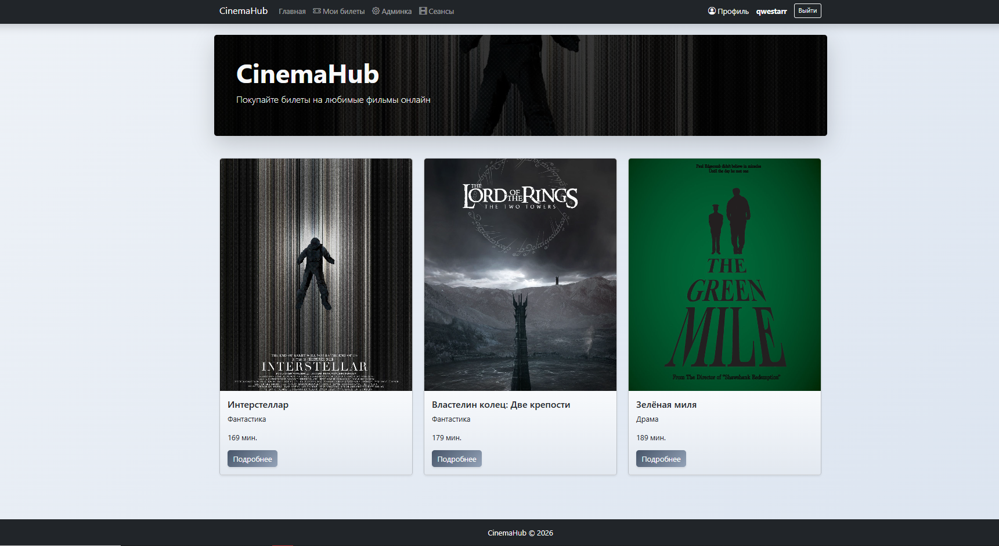 CinemaHub Главная Мои билеты Админка Сеансы Профиль qwestarr Выйти
CinemaHub
Покупайте билеты на любимые фильмы онлайн
INTERSTELLAR
THE
LORD OF THE RINGS
THE TWO TOWERS
Paul Edgecomb didn't believe in miracles
Until the day he met one
THE
GREEN
MILE
From The Director of "Shawshank Redemption"
Интерстеллар
Фантастика
169 мин.
Подробнее
Властелин колец: Две крепости
Фантастика
179 мин.
Подробнее
Зелёная миля
Драма
189 мин.
Подробнее
CinemaHub © 2026